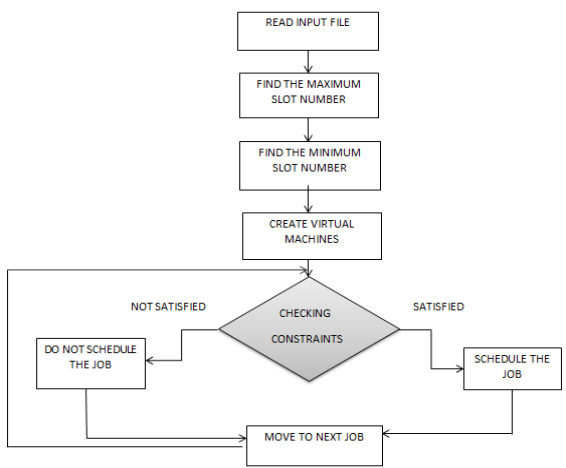 READ INPUT FILE
FIND THE MAXIMUM
SLOT NUMBER
FIND THE MINIMUM
SLOT NUMBER
CREATE VIRTUAL
MACHINES
NOT SATISFIED
SATISFIED
CHECKING
CONSTRAINTS
DO NOT SCHEDULE
THE JOB
SCHEDULE THE
JOB
MOVE TO NEXT JOB